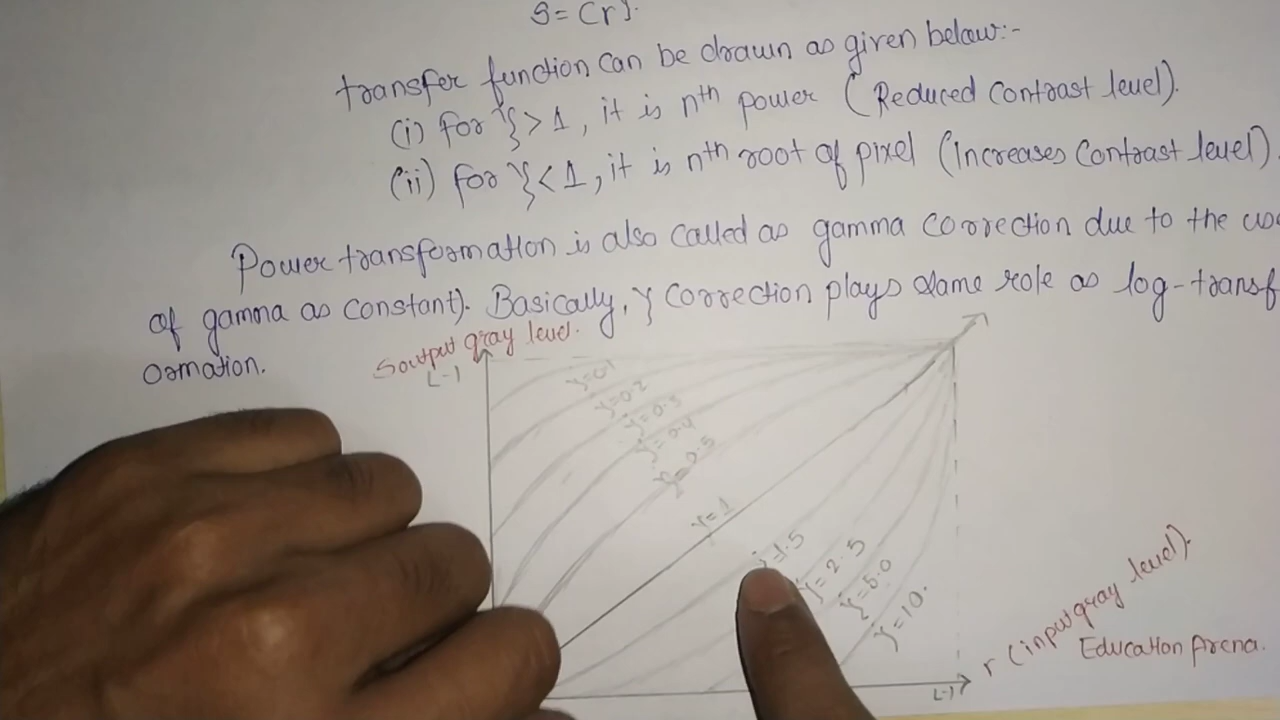 S = Cr γ.
transfer function can be drawn as given below:-
(i) for γ > 1, it is nth power (Reduced Contrast level).
(ii) for γ < 1, it is nth root of pixel (Increases Contrast level).
Power transformation is also called as gamma correction due to the
of gamma as constant). Basically, γ correction plays same role as log-transf
ormation.
S output gray level.
L-1
γ=0.1
γ=0.2
γ=0.3
γ=0.4
γ=0.5
γ=1
=1.5
γ=2.5
γ=5.0
γ=10.
L-1
r (input gray level).
Education Arena.